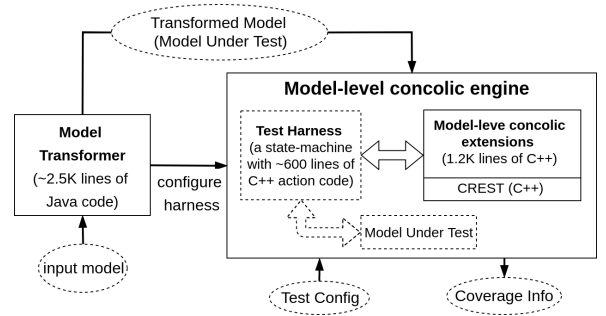 Transformed Model
(Model Under Test)
Model-level concolic engine
Model
Transformer
(~2.5K lines of
Java code)
configure
harness
Test Harness
(a state-machine
with ~600 lines of
C++ action code)
Model-leve concolic
extensions
(1.2K lines of C++)
CREST (C++)
Model Under Test
input model
Test Config
Coverage Info